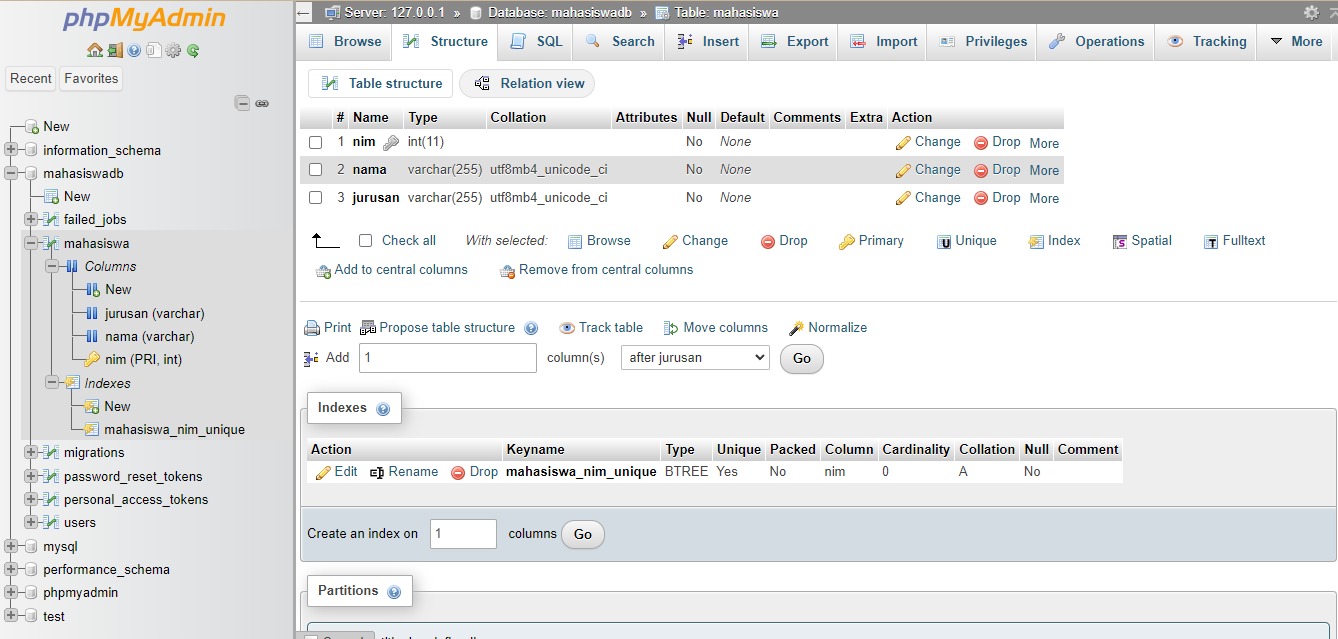 phpMyAdmin
Recent Favorites
New
information_schema
mahasiswadb
New
failed_jobs
mahasiswa
Columns
New
jurusan (varchar)
nama (varchar)
nim (PRI, int)
Indexes
New
mahasiswa_nim_unique
migrations
password_reset_tokens
personal_access_tokens
users
mysql
performance_schema
phpmyadmin
test
Server: 127.0.0.1 » Database: mahasiswadb » Table: mahasiswa
Browse Structure SQL Search Insert Export Import Privileges Operations Tracking More
Table structure Relation view
# Name Type Collation Attributes Null Default Comments Extra Action
1 nim int(11) No None Change Drop More
2 nama varchar(255) utf8mb4_unicode_ci No None Change Drop More
3 jurusan varchar(255) utf8mb4_unicode_ci No None Change Drop More
Check all With selected: Browse Change Drop Primary Unique Index Spatial Fulltext
Add to central columns Remove from central columns
Print Propose table structure Track table Move columns Normalize
Add 1 column(s) after jurusan Go
Indexes
Action Keyname Type Unique Packed Column Cardinality Collation Null Comment
Edit Rename Drop mahasiswa_nim_unique BTREE Yes No nim 0 A No
Create an index on 1 columns Go
Partitions